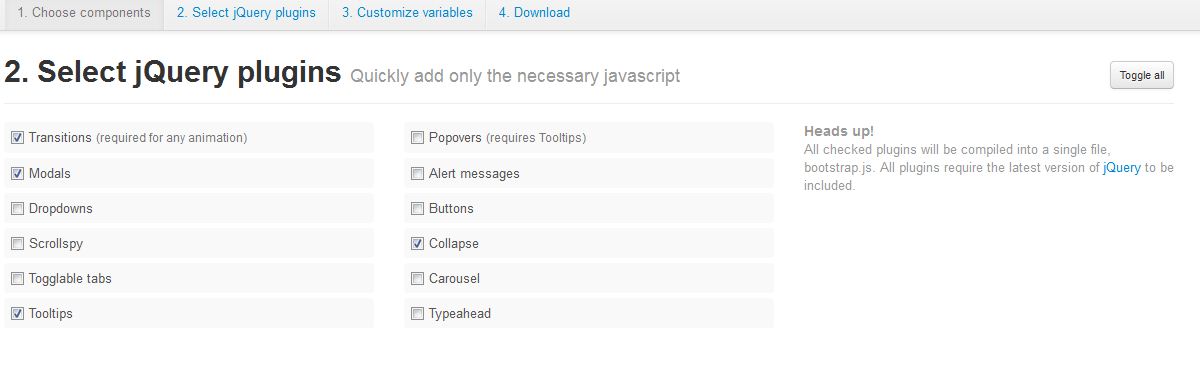 1. Choose components
2. Select jQuery plugins
3. Customize variables
4. Download
2. Select jQuery plugins Quickly add only the necessary javascript
Toggle all
Transitions (required for any animation)
Modals
Dropdowns
Scrollspy
Togglable tabs
Tooltips
Popovers (requires Tooltips)
Alert messages
Buttons
Collapse
Carousel
Typeahead
Heads up!
All checked plugins will be compiled into a single file,
bootstrap.js. All plugins require the latest version of jQuery to be
included.